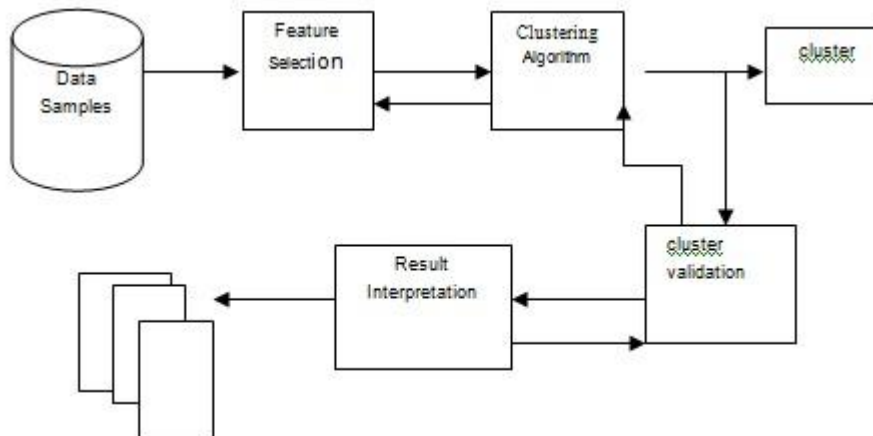 Data
Samples
Feature
Selection
Clustering
Algorithm
cluster
cluster
validation
Result
Interpretation